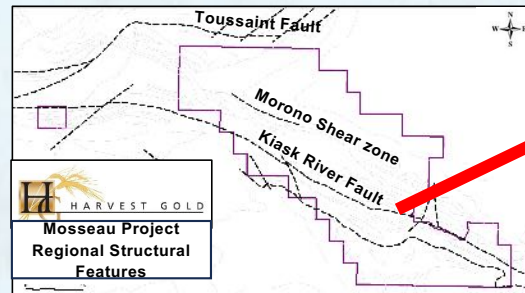 Toussaint Fault
N
W
E
S
Morono Shear zone
Kiask River Fault
HARVEST GOLD
Mosseau Project
Regional Structural
Features